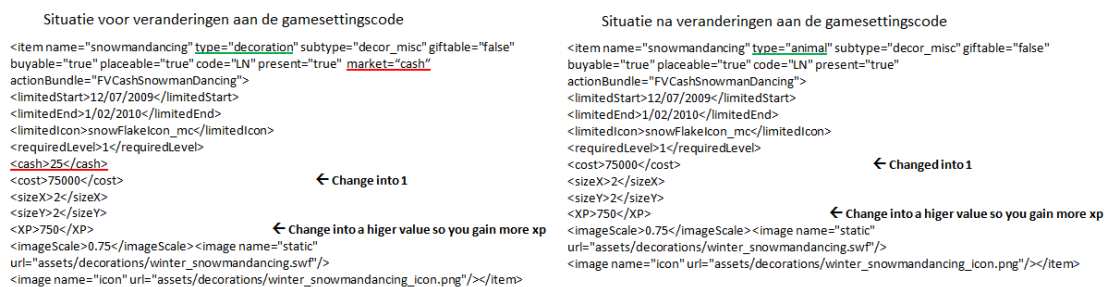 Situatie voor veranderingen aan de gamesettingscode
<item name="snowmandancing" type="decoration" subtype="decor_misc" giftable="false"
buyable="true" placeable="true" code="LN" present="true" market="cash"
actionBundle="FVCashSnowmanDancing">
<limitedStart>12/07/2009</limitedStart>
<limitedEnd>1/02/2010</limitedEnd>
<limitedIcon>snowFlakeIcon_mc</limitedIcon>
<requiredLevel>1</requiredLevel>
<cash>25</cash>
<cost>75000</cost> ← Change into 1
<sizeX>2</sizeX>
<sizeY>2</sizeY>
<XP>750</XP> ← Change into a higer value so you gain more xp
<imageScale>0.75</imageScale><image name="static"
url="assets/decorations/winter_snowmandancing.swf"/>
<image name="icon" url="assets/decorations/winter_snowmandancing_icon.png"/></item>
Situatie na veranderingen aan de gamesettingscode
<item name="snowmandancing" type="animal" subtype="decor_misc" giftable="false"
buyable="true" placeable="true" code="LN" present="true"
actionBundle="FVCashSnowmanDancing">
<limitedStart>12/07/2009</limitedStart>
<limitedEnd>1/02/2010</limitedEnd>
<limitedIcon>snowFlakeIcon_mc</limitedIcon>
<requiredLevel>1</requiredLevel>
<cost>75000</cost> ← Changed into 1
<sizeX>2</sizeX>
<sizeY>2</sizeY>
<XP>750</XP> ← Change into a higer value so you gain more xp
<imageScale>0.75</imageScale><image name="static"
url="assets/decorations/winter_snowmandancing.swf"/>
<image name="icon" url="assets/decorations/winter_snowmandancing_icon.png"/></item>